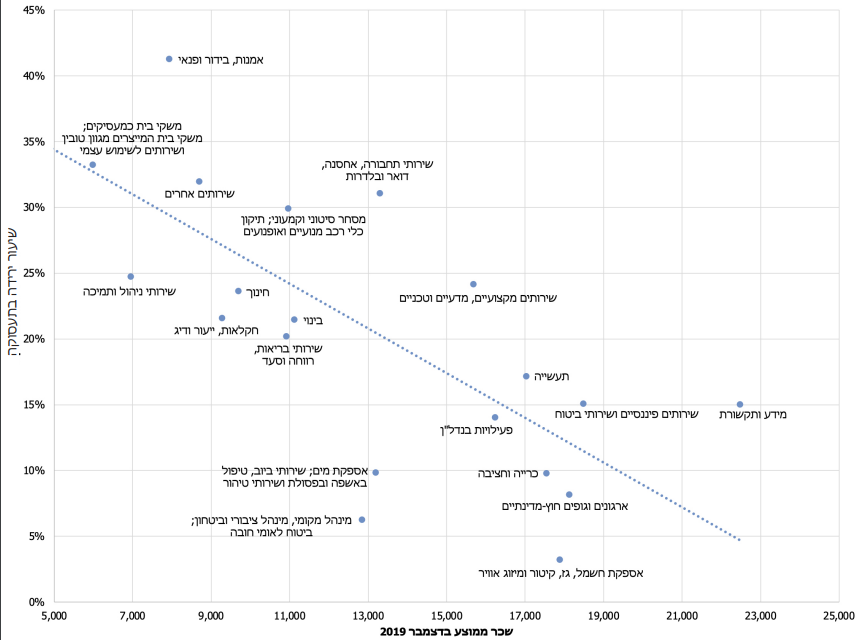 45%
40%
35%
30%
25%
20%
15%
10%
5%
0%
שיעור ירידה בתעסוקה
אמנות, בידור ופנאי
משקי בית כמעסיקים;
משקי בית המייצרים מגוון טובין
ושירותים לשימוש עצמי
שירותי תחבורה, אחסנה,
דואר ובלדרות
שירותים אחרים
מסחר סיטוני וקמעוני; תיקון
כלי רכב מנועיים ואופנועים
שירותי ניהול ותמיכה
חינוך
שירותים מקצועיים, מדעיים וטכניים
חקלאות, ייעור ודיג
בינוי
שירותי בריאות,
רווחה וסעד
תעשייה
שירותים פיננסיים ושירותי ביטוח
מידע ותקשורת
פעילויות בנדל"ן
אספקת מים; שירותי ביוב, טיפול
באשפה ובפסולת ושירותי טיהור
כרייה וחציבה
ארגונים וגופים חוץ-מדינתיים
מינהל מקומי, מינהל ציבורי וביטחון;
ביטוח לאומי חובה
אספקת חשמל, גז, קיטור ומיזוג אוויר
5,000 7,000 9,000 11,000 13,000 15,000 17,000 19,000 21,000 23,000 25,000
שכר ממוצע בדצמבר 2019